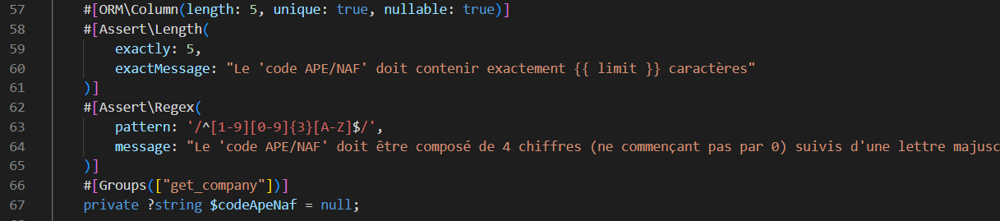 57 #[ORM\Column(length: 5, unique: true, nullable: true)]
58 #[Assert\Length(
59 exactly: 5,
60 exactMessage: "Le 'code APE/NAF' doit contenir exactement {{ limit }} caractères"
61 )]
62 #[Assert\Regex(
63 pattern: '/^[1-9][0-9]{3}[A-Z]$/',
64 message: "Le 'code APE/NAF' doit être composé de 4 chiffres (ne commençant pas par 0) suivis d'une lettre majusc
65 )]
66 #[Groups(["get_company"])]
67 private ?string $codeApeNaf = null;